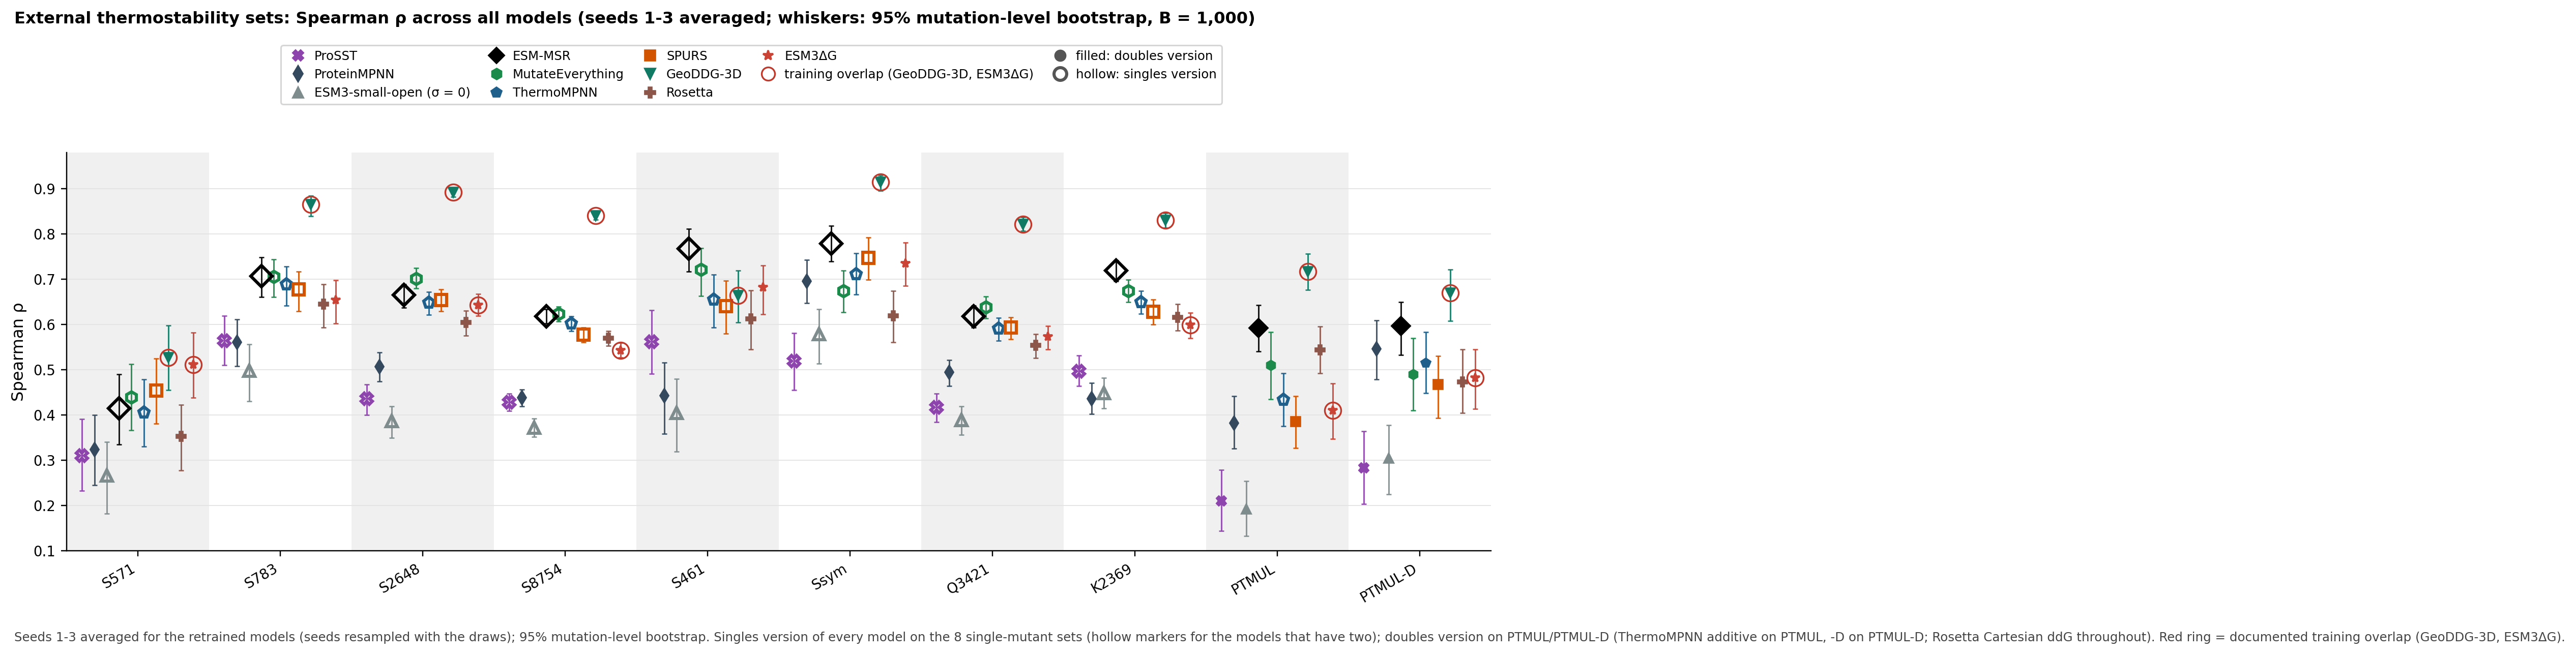 External thermostability sets: Spearman ρ across all models (seeds 1-3 averaged; whiskers: 95% mutation-level bootstrap, B = 1,000)
ProSST
ProteinMPNN
ESM3-small-open (σ = 0)
ESM-MSR
MutateEverything
ThermoMPNN
SPURS
GeoDDG-3D
Rosetta
ESM3ΔG
training overlap (GeoDDG-3D, ESM3ΔG)
filled: doubles version
hollow: singles version
Spearman ρ
0.9
0.8
0.7
0.6
0.5
0.4
0.3
0.2
0.1
S571
S783
S2648
S8754
S461
Ssym
Q3421
K2369
PTMUL
PTMUL-D
Seeds 1-3 averaged for the retrained models (seeds resampled with the draws); 95% mutation-level bootstrap. Singles version of every model on the 8 single-mutant sets (hollow markers for the models that have two); doubles version on PTMUL/PTMUL-D (ThermoMPNN additive on PTMUL, -D on PTMUL-D; Rosetta Cartesian ddG throughout). Red ring = documented training overlap (GeoDDG-3D, ESM3ΔG).